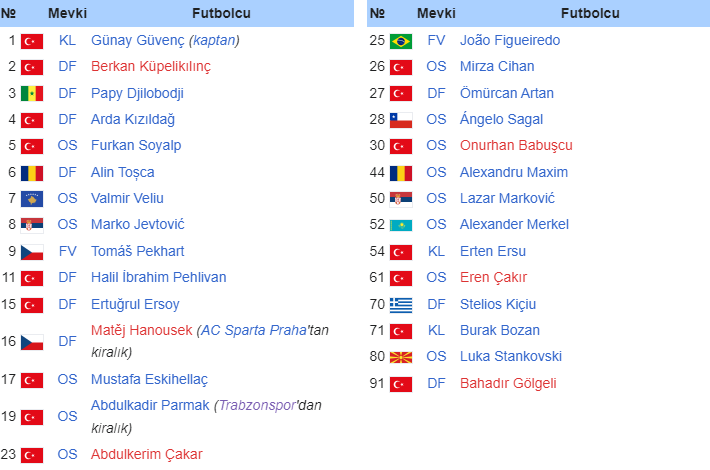 № Mevki Futbolcu
1 KL Günay Güvenç (kaptan)
2 DF Berkan Küpelikılınç
3 DF Papy Djilobodji
4 DF Arda Kızıldağ
5 OS Furkan Soyalp
6 DF Alin Toșca
7 OS Valmir Veliu
8 OS Marko Jevtović
9 FV Tomáš Pekhart
11 DF Halil İbrahim Pehlivan
15 DF Ertuğrul Ersoy
16 DF Matěj Hanousek (AC Sparta Praha'tan
kiralık)
17 OS Mustafa Eskihellaç
19 OS Abdulkadir Parmak (Trabzonspor'dan
kiralık)
23 OS Abdulkerim Çakar
№ Mevki Futbolcu
25 FV João Figueiredo
26 OS Mirza Cihan
27 DF Ömürcan Artan
28 OS Ángelo Sagal
30 OS Onurhan Babuşcu
44 OS Alexandru Maxim
50 OS Lazar Marković
52 OS Alexander Merkel
54 KL Erten Ersu
61 OS Eren Çakır
70 DF Stelios Kiçiu
71 KL Burak Bozan
80 OS Luka Stankovski
91 DF Bahadır Gölgeli